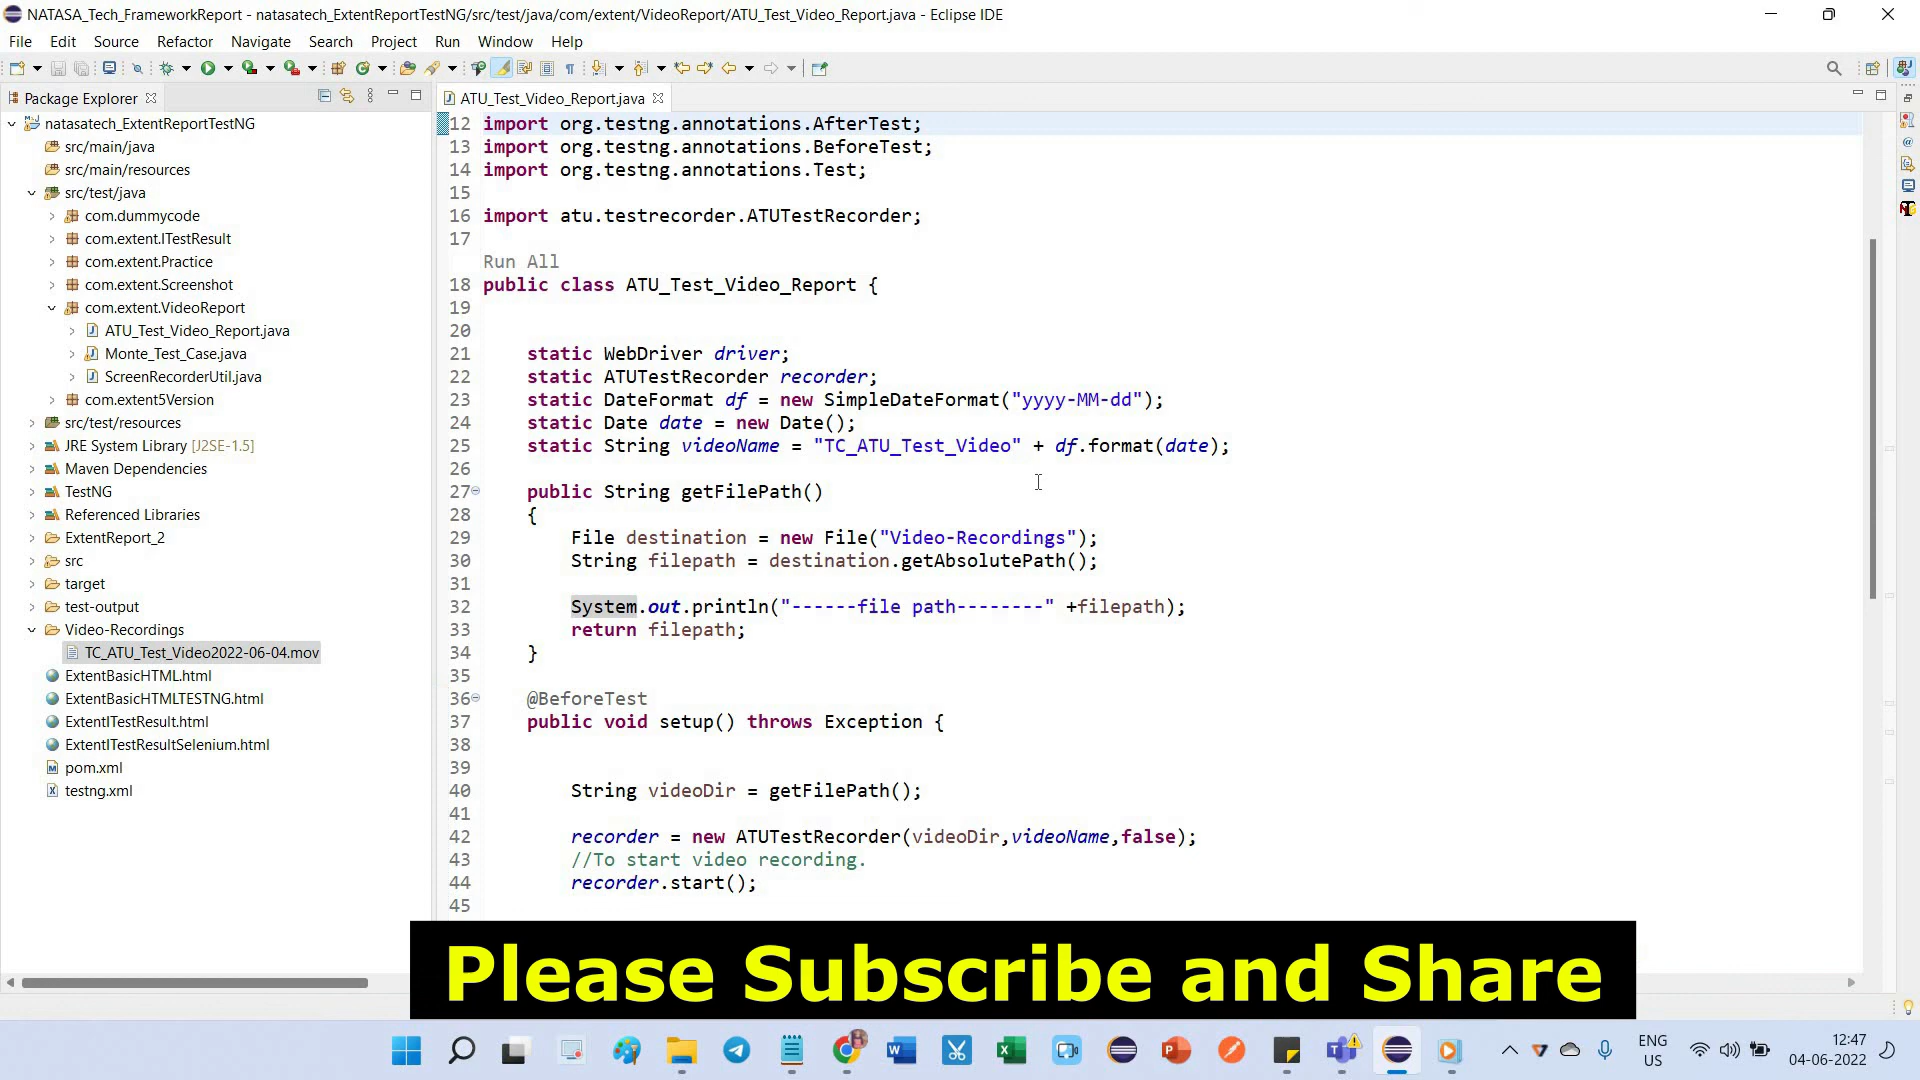 NATASA_Tech_FrameworkReport - natasatech_ExtentReportTestNG/src/test/java/com/extent/VideoReport/ATU_Test_Video_Report.java - Eclipse IDE
File Edit Source Refactor Navigate Search Project Run Window Help
Package Explorer
ATU_Test_Video_Report.java
natasatech_ExtentReportTestNG
src/main/java
src/main/resources
src/test/java
com.dummycode
com.extent.ITestResult
com.extent.Practice
com.extent.Screenshot
com.extent.VideoReport
ATU_Test_Video_Report.java
Monte_Test_Case.java
ScreenRecorderUtil.java
com.extent5Version
src/test/resources
JRE System Library [J2SE-1.5]
Maven Dependencies
TestNG
Referenced Libraries
ExtentReport_2
src
target
test-output
Video-Recordings
TC_ATU_Test_Video2022-06-04.mov
ExtentBasicHTML.html
ExtentBasicHTMLTESTNG.html
ExtentITestResult.html
ExtentITestResultSelenium.html
pom.xml
testng.xml
12 import org.testng.annotations.AfterTest;
13 import org.testng.annotations.BeforeTest;
14 import org.testng.annotations.Test;
15
16 import atu.testrecorder.ATUTestRecorder;
17
Run All
18 public class ATU_Test_Video_Report {
19
20
21 static WebDriver driver;
22 static ATUTestRecorder recorder;
23 static DateFormat df = new SimpleDateFormat("yyyy-MM-dd");
24 static Date date = new Date();
25 static String videoName = "TC_ATU_Test_Video" + df.format(date);
26
27 public String getFilePath()
28 {
29 File destination = new File("Video-Recordings");
30 String filepath = destination.getAbsolutePath();
31
32 System.out.println("------file path--------" +filepath);
33 return filepath;
34 }
35
36 @BeforeTest
37 public void setup() throws Exception {
38
39
40 String videoDir = getFilePath();
41
42 recorder = new ATUTestRecorder(videoDir,videoName,false);
43 //To start video recording.
44 recorder.start();
45
Please Subscribe and Share
ENG
US
12:47
04-06-2022